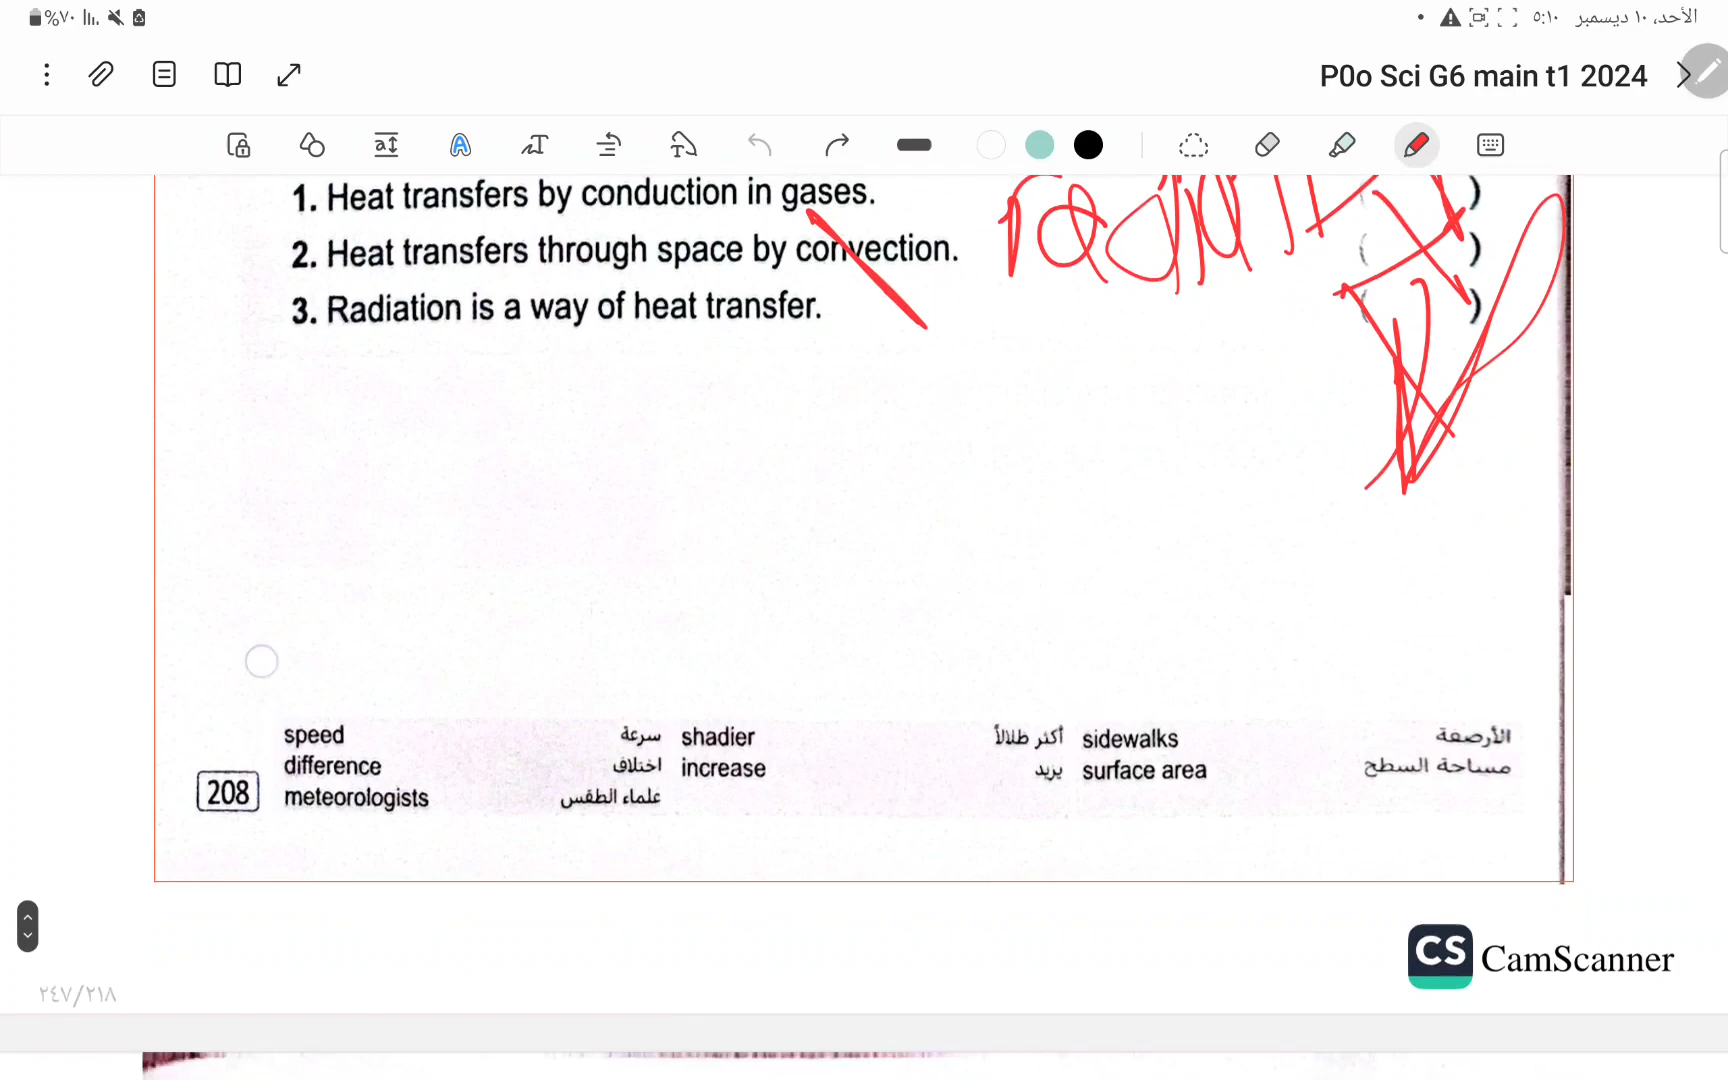 %٧٠
الأحد، ١٠ ديسمبر ٥:١٠
P0o Sci G6 main t1 2024
1. Heat transfers by conduction in gases. )
2. Heat transfers through space by convection. ( )
3. Radiation is a way of heat transfer. ( )
speed سرعة shadier أكثر ظلالاً sidewalks الأرصفة
difference اختلاف increase يزيد surface area مساحة السطح
208 meteorologists علماء الطقس
CS CamScanner
٢٤٧/٢١٨